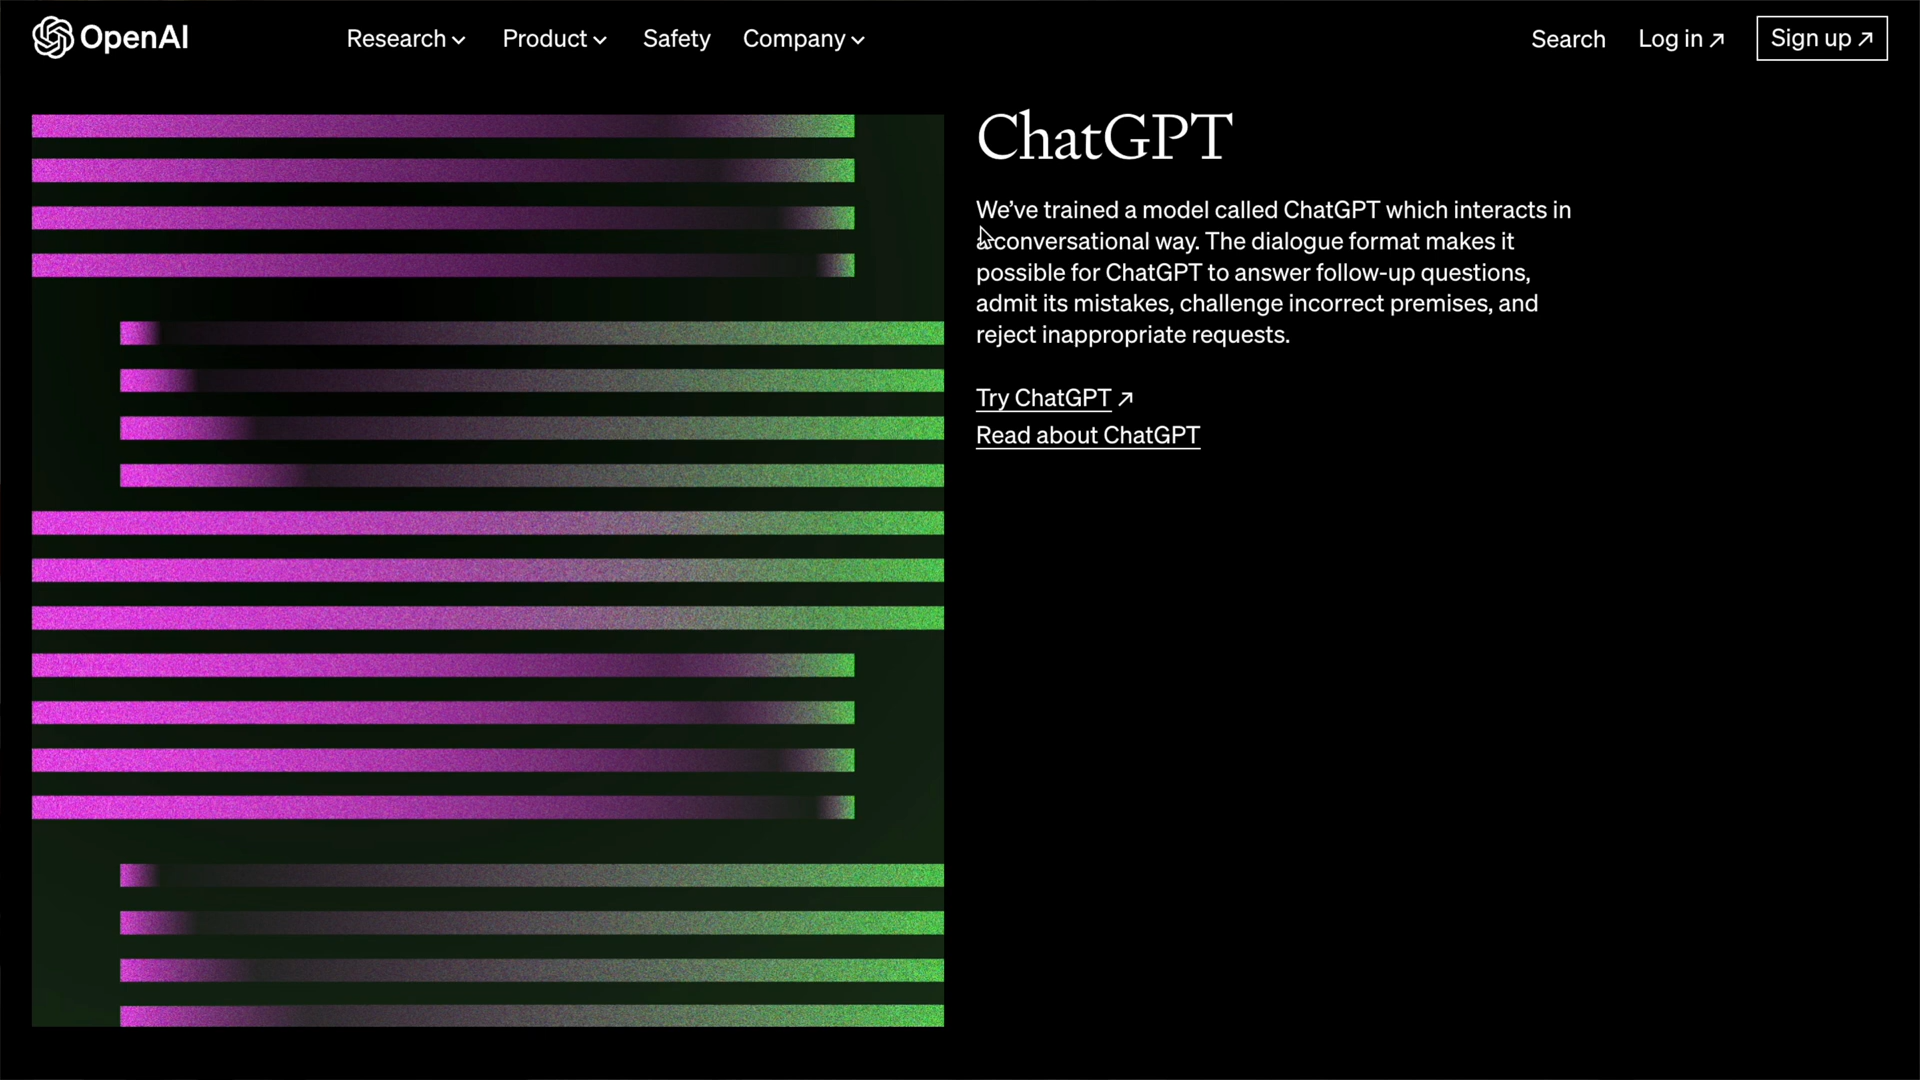 OpenAI
Research
Product
Safety
Company
Search
Log in ↗
Sign up ↗
ChatGPT
We’ve trained a model called ChatGPT which interacts in
a conversational way. The dialogue format makes it
possible for ChatGPT to answer follow-up questions,
admit its mistakes, challenge incorrect premises, and
reject inappropriate requests.
Try ChatGPT ↗
Read about ChatGPT